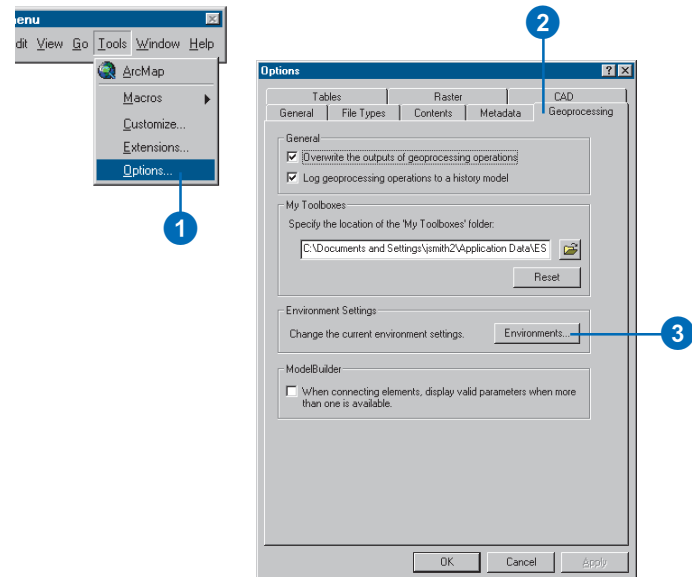 enu
dit View Go Tools Window Help
ArcMap
Macros
Customize...
Extensions...
Options...
1
2
Options
Tables Raster CAD
General File Types Contents Metadata Geoprocessing
General
Overwrite the outputs of geoprocessing operations
Log geoprocessing operations to a history model
My Toolboxes
Specify the location of the 'My Toolboxes' folder:
C:\Documents and Settings\jsmith2\Application Data\ES
Reset
Environment Settings
Change the current environment settings. Environments...
3
ModelBuilder
When connecting elements, display valid parameters when more
than one is available.
OK Cancel Apply